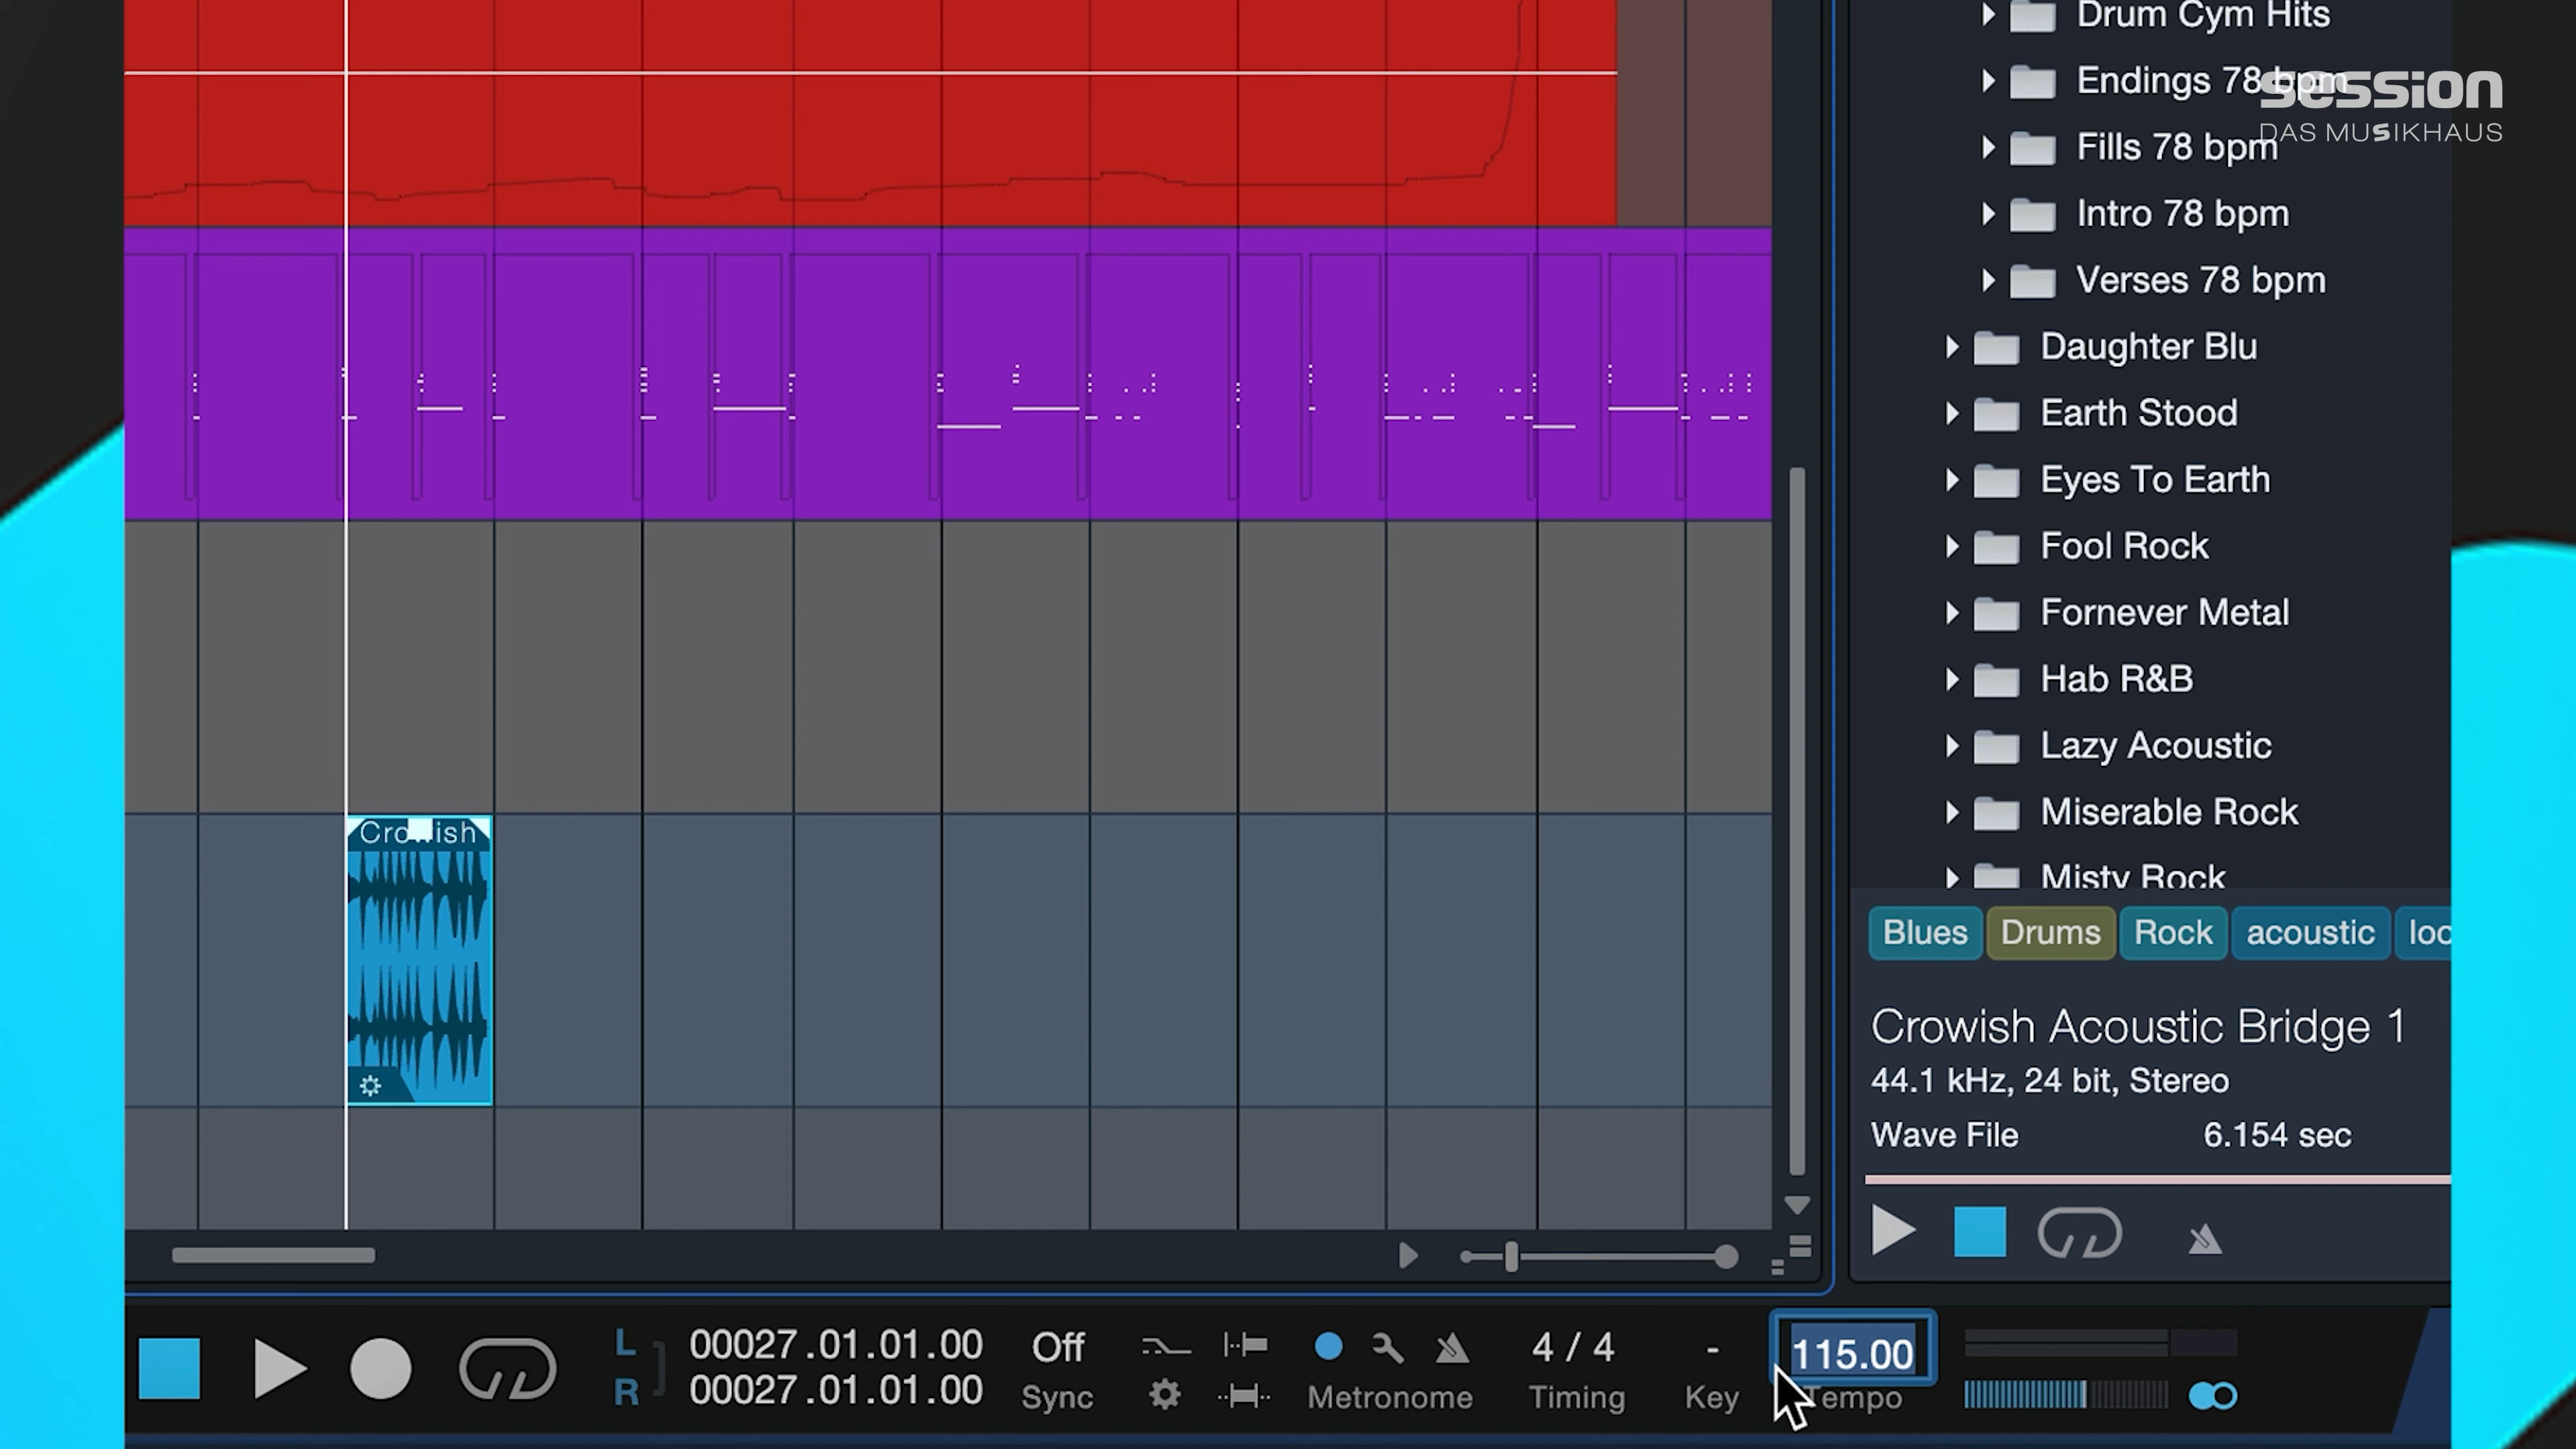 Drum Cym Hits
Endings 78 bpm
session
DAS MUSIKHAUS
Fills 78 bpm
Intro 78 bpm
Verses 78 bpm
Daughter Blu
Earth Stood
Eyes To Earth
Fool Rock
Fornever Metal
Hab R&B
Lazy Acoustic
Miserable Rock
Misty Rock
Crowish
Blues Drums Rock acoustic loc
Crowish Acoustic Bridge 1
44.1 kHz, 24 bit, Stereo
Wave File 6.154 sec
L 00027.01.01.00 Off 4 / 4 - 115.00
R 00027.01.01.00 Sync Metronome Timing Key Tempo